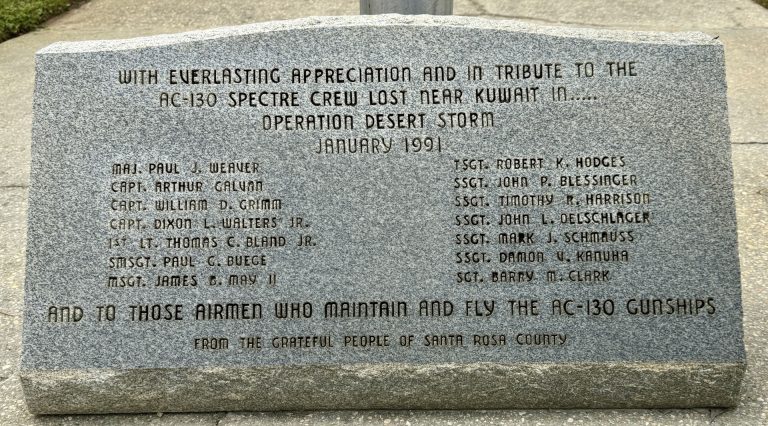 WITH EVERLASTING APPRECIATION AND IN TRIBUTE TO THE
AC-130 SPECTRE CREW LOST NEAR KUWAIT IN.....
OPERATION DESERT STORM
JANUARY 1991
MAJ. PAUL J. WEAVER
CAPT. ARTHUR GALVAN
CAPT. WILLIAM D. GRIMM
CAPT. DIXON L. WALTERS JR.
1ST LT. THOMAS C. BLAND JR.
SMSGT. PAUL G. BUEGE
MSGT. JAMES B. MAY II
TSGT. ROBERT K. HODGES
SSGT. JOHN P. BLESSINGER
SSGT. TIMOTHY R. HARRISON
SSGT. JOHN L. OELSCHLAGER
SSGT. MARK J. SCHMAUSS
SSGT. DAMON V. KANUHA
SGT. BARRY M. CLARK
AND TO THOSE AIRMEN WHO MAINTAIN AND FLY THE AC-130 GUNSHIPS
FROM THE GRATEFUL PEOPLE OF SANTA ROSA COUNTY